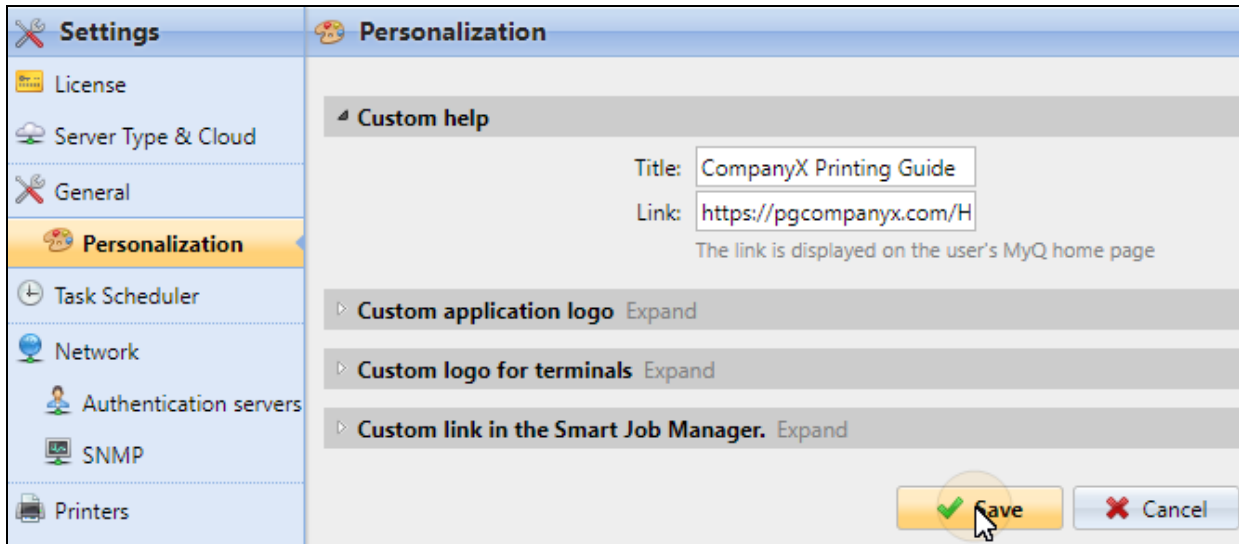 Settings
Personalization
License
Server Type & Cloud
General
Personalization
Task Scheduler
Network
Authentication servers
SNMP
Printers
Custom help
Title: CompanyX Printing Guide
Link: https://pgcompanyx.com/H
The link is displayed on the user's MyQ home page
Custom application logo Expand
Custom logo for terminals Expand
Custom link in the Smart Job Manager. Expand
Save
Cancel